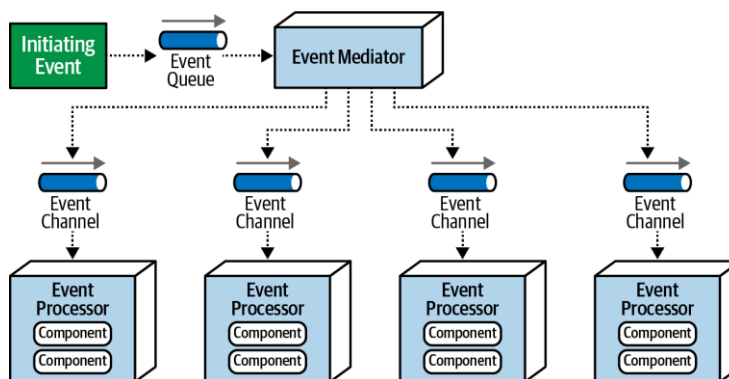 Initiating
Event
Event
Queue
Event Mediator
Event
Channel
Event
Channel
Event
Channel
Event
Channel
Event
Processor
Component
Component
Event
Processor
Component
Component
Event
Processor
Component
Component
Event
Processor
Component
Component